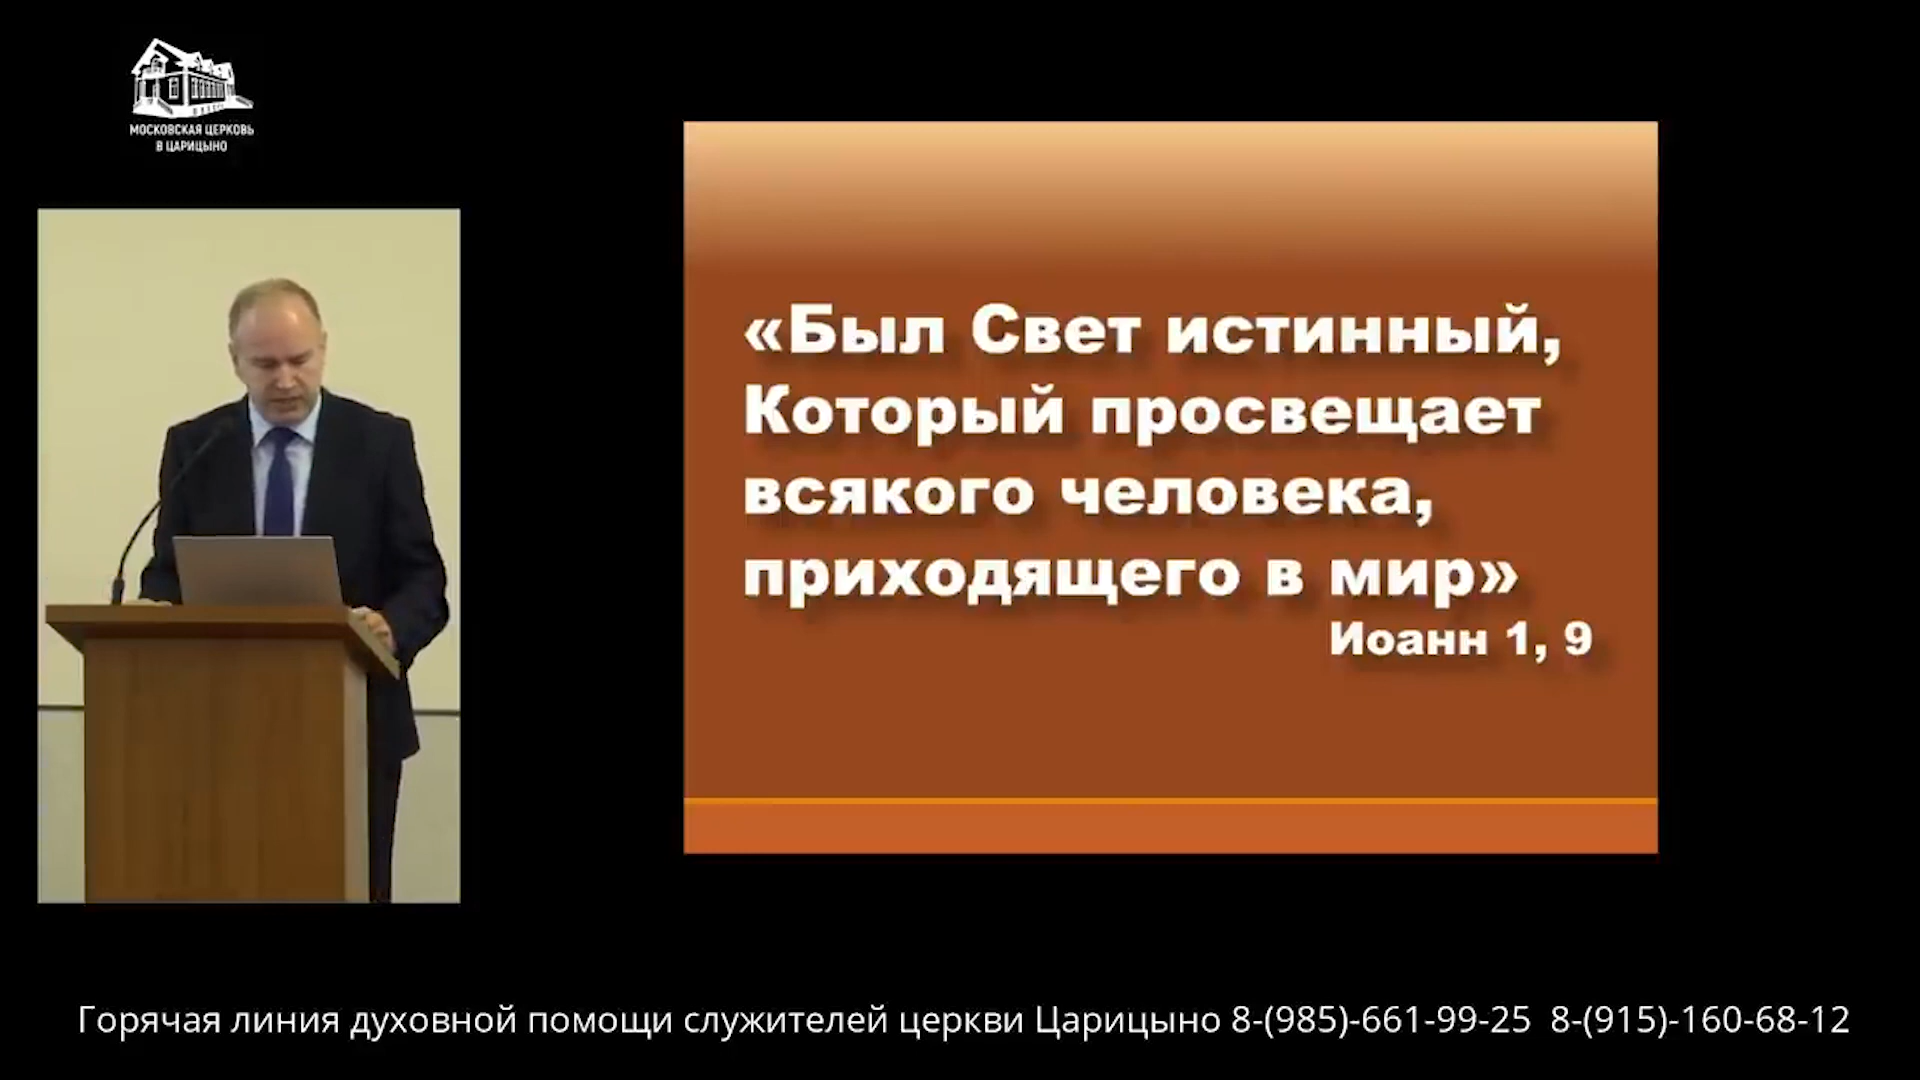 МОСКОВСКАЯ ЦЕРКОВЬ
В ЦАРИЦЫНО
«Был Свет истинный,
Который просвещает
всякого человека,
приходящего в мир»
Иоанн 1, 9
Горячая линия духовной помощи служителей церкви Царицыно 8-(985)-661-99-25 8-(915)-160-68-12